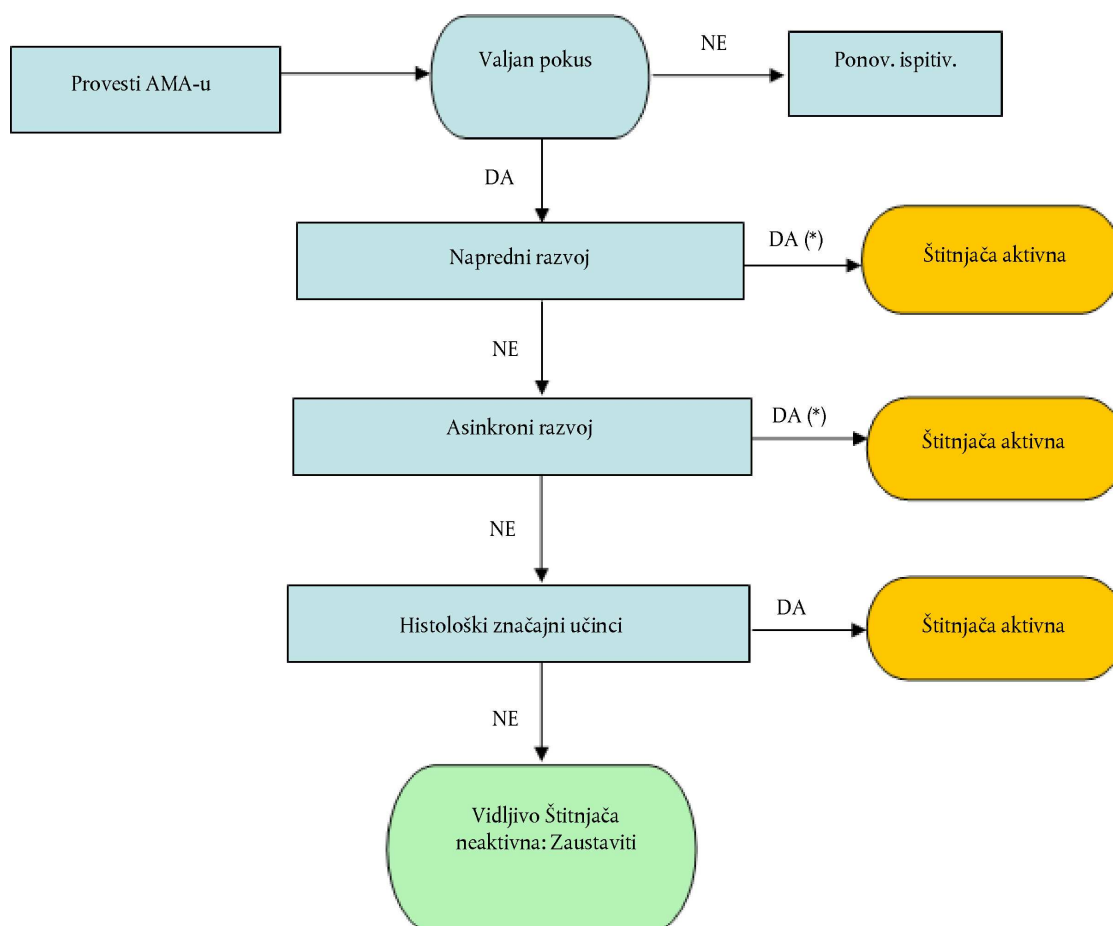 Provesti AMA-u
Valjan pokus
NE
Ponov. ispitiv.
DA
Napredni razvoj
DA (*)
Štitnjača aktivna
NE
Asinkroni razvoj
DA (*)
Štitnjača aktivna
NE
Histološki značajni učinci
DA
Štitnjača aktivna
NE
Vidljivo Štitnjača
neaktivna: Zaustaviti